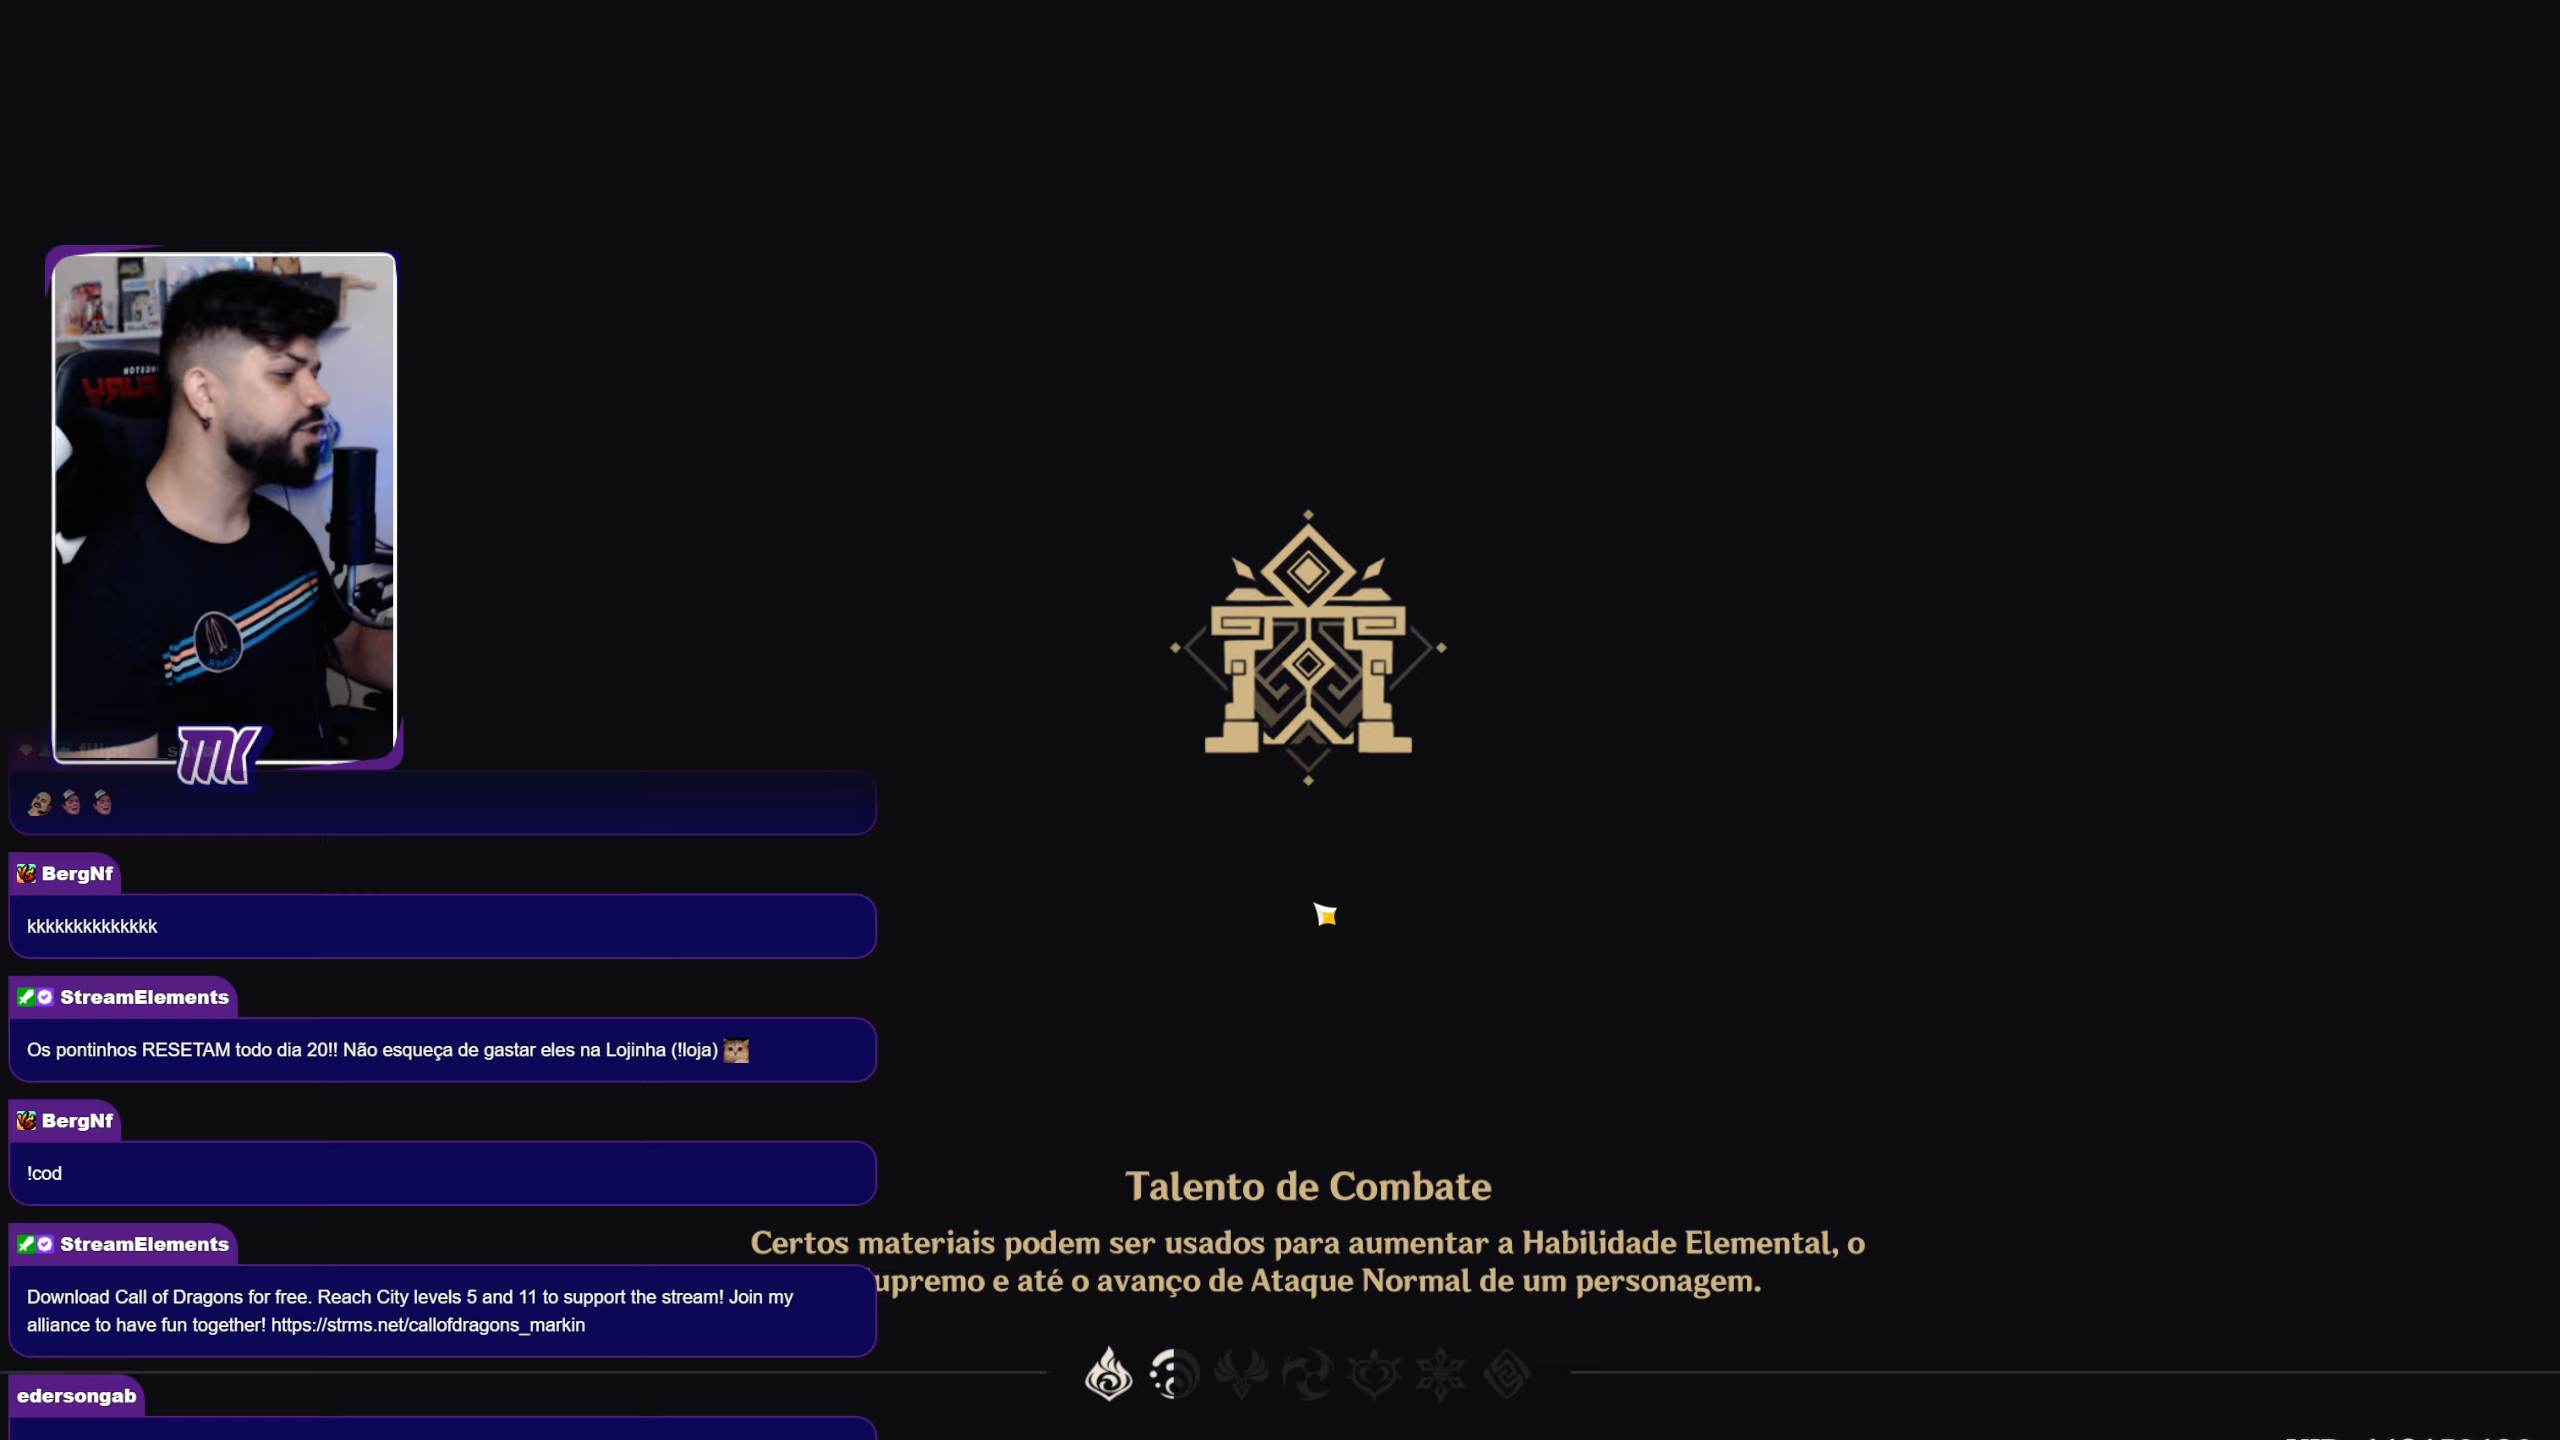 MK
BergNf
kkkkkkkkkkkkkk
StreamElements
Os pontinhos RESETAM todo dia 20!! Não esqueça de gastar eles na Lojinha (!loja)
BergNf
!cod
StreamElements
Download Call of Dragons for free. Reach City levels 5 and 11 to support the stream! Join my
alliance to have fun together! https://strms.net/callofdragons_markin
edersongab
Talento de Combate
Certos materiais podem ser usados para aumentar a Habilidade Elemental, o
upremo e até o avanço de Ataque Normal de um personagem.